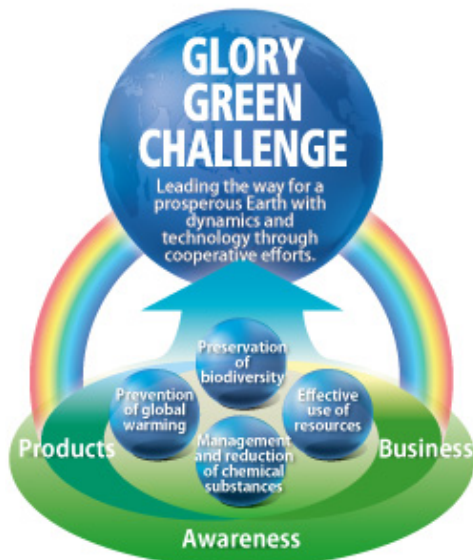 GLORY
GREEN
CHALLENGE
Leading the way for a
prosperous Earth with
dynamics and
technology through
cooperative efforts.
Preservation
of
biodiversity
Prevention
of global
warming
Effective
use of
resources
Management
and reduction
of chemical
substances
Products
Business
Awareness